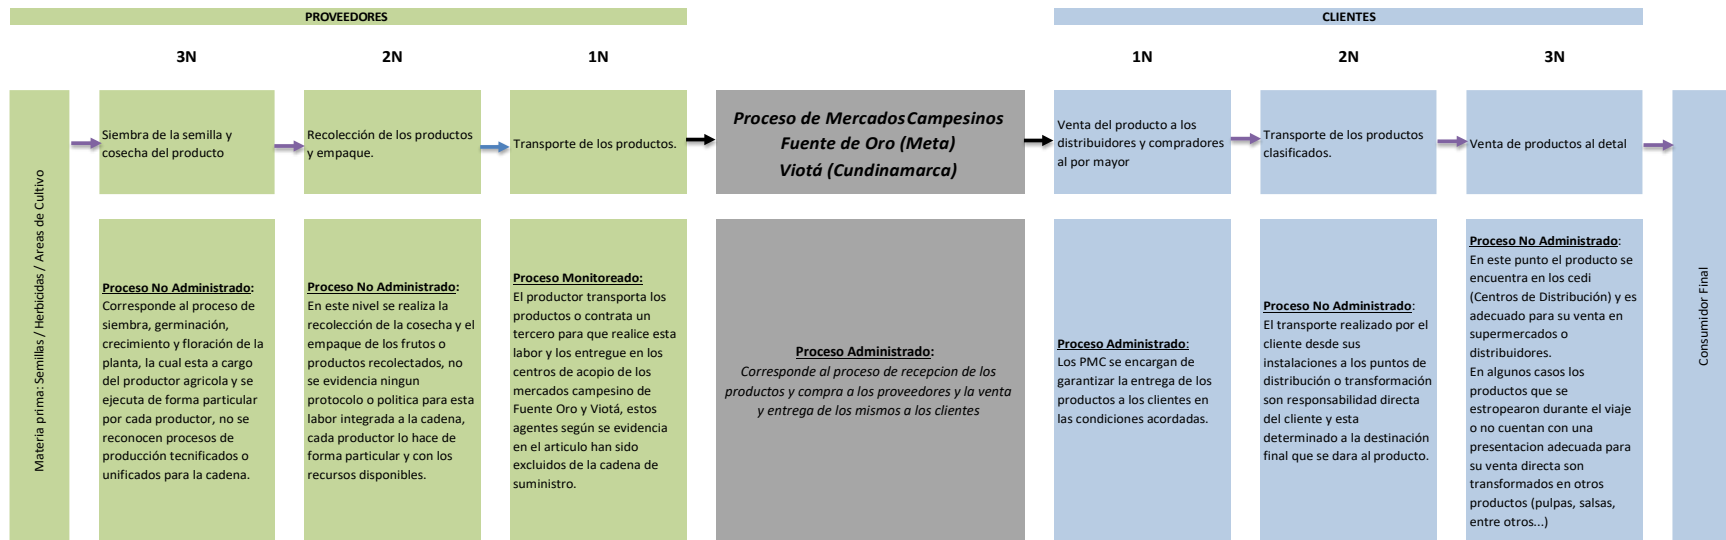 PROVEEDORES
CLIENTES
3N
2N
1N
1N
2N
3N
Materia prima: Semillas / Herbicidas / Areas de Cultivo
Siembra de la semilla y
cosecha del producto
Recolección de los productos
y empaque.
Transporte de los productos.
Proceso de Mercados Campesinos
Fuente de Oro (Meta)
Viotá (Cundinamarca)
Venta del producto a los
distribuidores y compradores
al por mayor
Transporte de los productos
clasificados.
Venta de productos al detal
Consumidor Final
Proceso No Administrado:
Corresponde al proceso de
siembra, germinación,
crecimiento y floración de la
planta, la cual esta a cargo
del productor agricola y se
ejecuta de forma particular
por cada productor, no se
reconocen procesos de
producción tecnificados o
unificados para la cadena.
Proceso No Administrado:
En este nivel se realiza la
recolección de la cosecha y el
empaque de los frutos o
productos recolectados, no
se evidencia ningun
protocolo o politica para esta
labor integrada a la cadena,
cada productor lo hace de
forma particular y con los
recursos disponibles.
Proceso Monitoreado:
El productor transporta los
productos o contrata un
tercero para que realice esta
labor y los entregue en los
centros de acopio de los
mercados campesino de
Fuente Oro y Viotá, estos
agentes según se evidencia
en el articulo han sido
excluidos de la cadena de
suministro.
Proceso Administrado:
Corresponde al proceso de recepcion de los
productos y compra a los proveedores y la venta
y entrega de los mismos a los clientes
Proceso Administrado:
Los PMC se encargan de
garantizar la entrega de los
productos a los clientes en
las condiciones acordadas.
Proceso No Administrado:
El transporte realizado por el
cliente desde sus
instalaciones a los puntos de
distribución o transformación
son responsabilidad directa
del cliente y esta
determinado a la destinación
final que se dara al producto.
Proceso No Administrado:
En este punto el producto se
encuentra en los cedi
(Centros de Distribución) y es
adecuado para su venta en
supermercados o
distribuidores.
En algunos casos los
productos que se
estropearon durante el viaje
o no cuentan con una
presentacion adecuada para
su venta directa son
transformados en otros
productos (pulpas, salsas,
entre otros...)